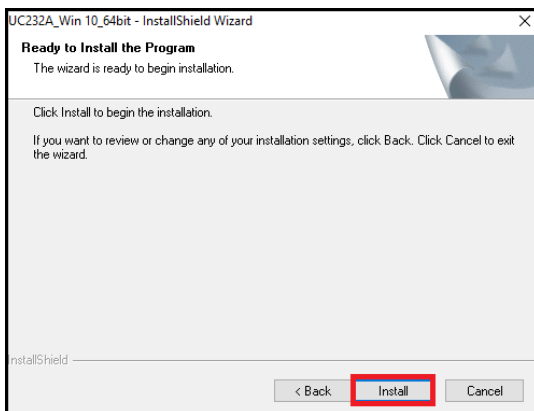 UC232A_Win 10_64bit - InstallShield Wizard
Ready to Install the Program
The wizard is ready to begin installation.
Click Install to begin the installation.
If you want to review or change any of your installation settings, click Back. Click Cancel to exit
the wizard.
InstallShield
< Back Install Cancel